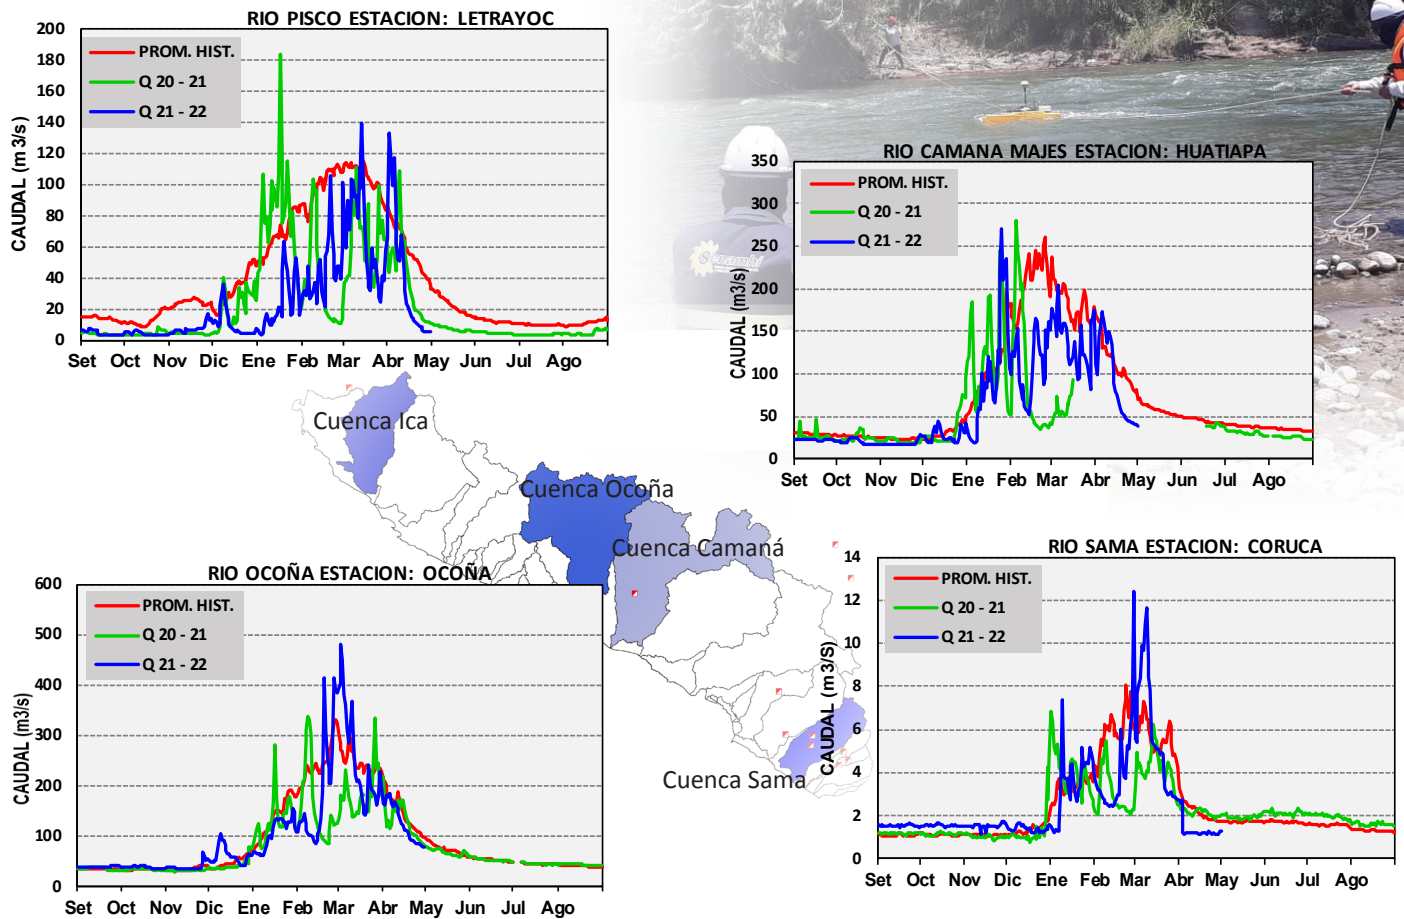 RIO PISCO ESTACION: LETRAYOC
CAUDAL (m3/s)
200
180
160
140
120
100
80
60
40
20
0
PROM. HIST.
Q 20 - 21
Q 21 - 22
Set Oct Nov Dic Ene Feb Mar Abr May Jun Jul Ago
Senamhi
RIO CAMANA MAJES ESTACION: HUATIAPA
CAUDAL (m3/s)
350
300
250
200
150
100
50
0
PROM. HIST.
Q 20 - 21
Q 21 - 22
Set Oct Nov Dic Ene Feb Mar Abr May Jun Jul Ago
Cuenca Ica
Cuenca Ocoña
Cuenca Camaná
Cuenca Sama
RIO OCOÑA ESTACION: OCOÑA
CAUDAL (m3/s)
600
500
400
300
200
100
0
PROM. HIST.
Q 20 - 21
Q 21 - 22
Set Oct Nov Dic Ene Feb Mar Abr May Jun Jul Ago
RIO SAMA ESTACION: CORUCA
CAUDAL (m3/S)
14
12
10
8
6
4
2
0
PROM. HIST.
Q 20 - 21
Q 21 - 22
Set Oct Nov Dic Ene Feb Mar Abr May Jun Jul Ago